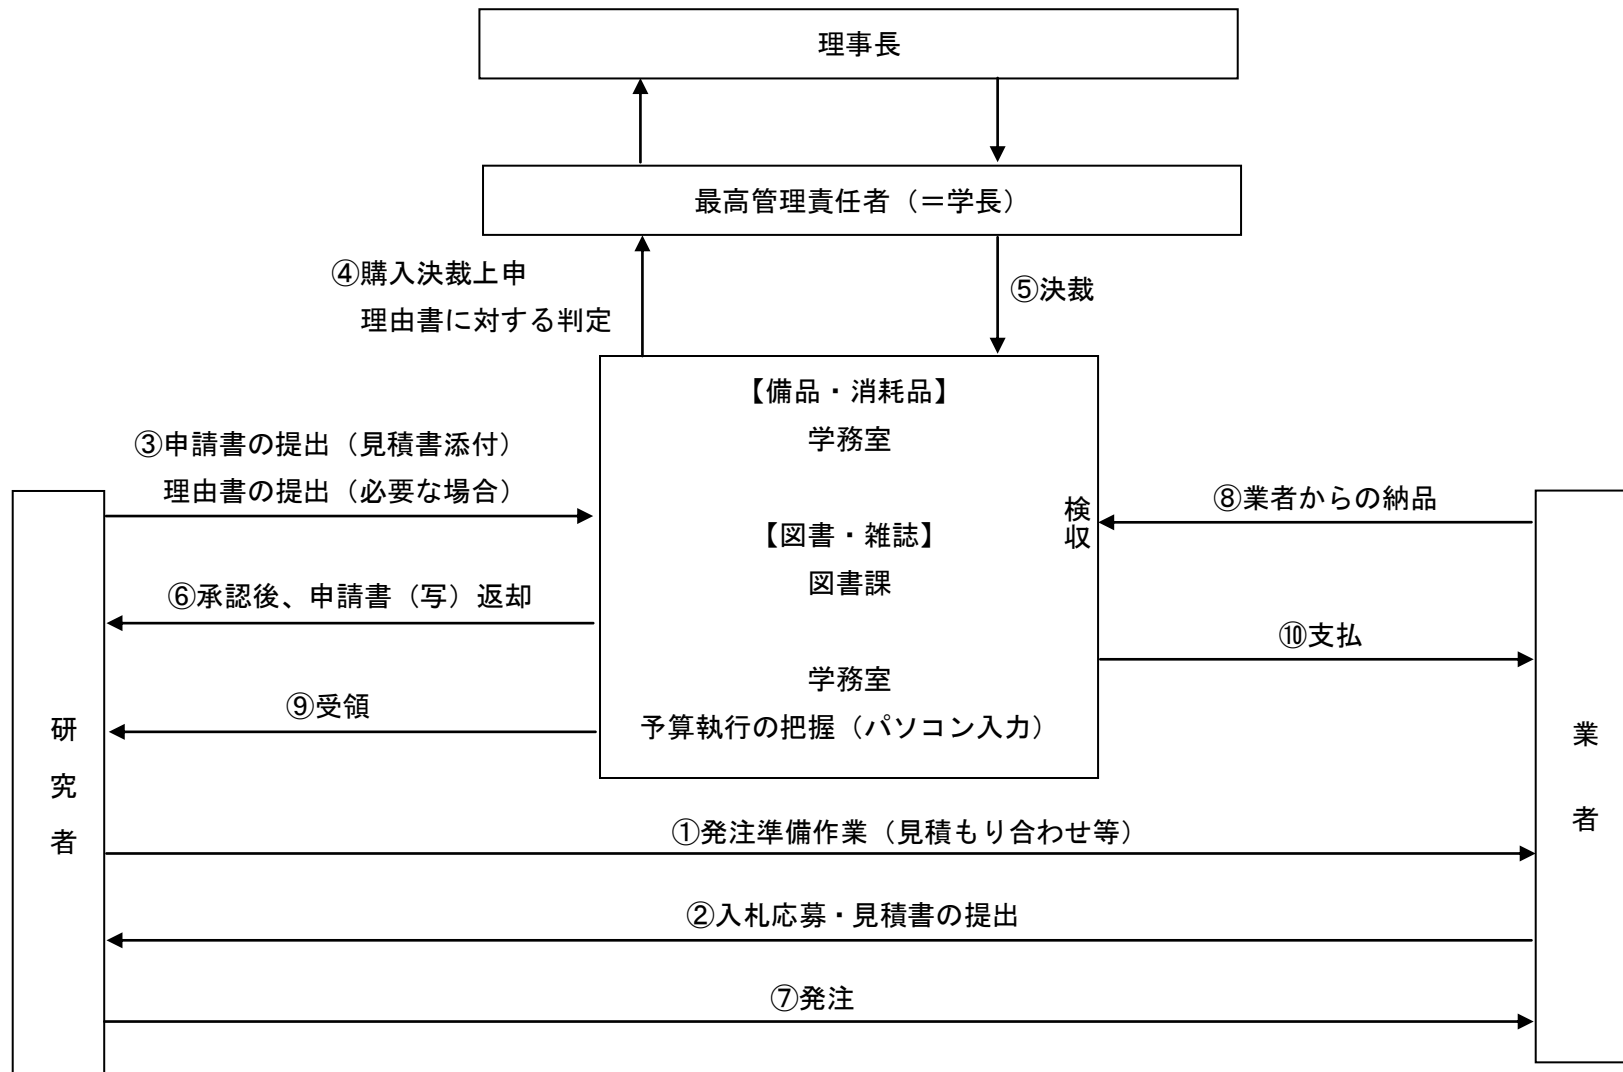 理事長
最高管理責任者（＝学長）
④購入決裁上申
理由書に対する判定
⑤決裁
【備品・消耗品】
学務室
③申請書の提出（見積書添付）
理由書の提出（必要な場合）
検収
⑧業者からの納品
【図書・雑誌】
図書課
⑥承認後、申請書（写）返却
⑩支払
学務室
予算執行の把握（パソコン入力）
⑨受領
研究者
業者
①発注準備作業（見積もり合わせ等）
②入札応募・見積書の提出
⑦発注